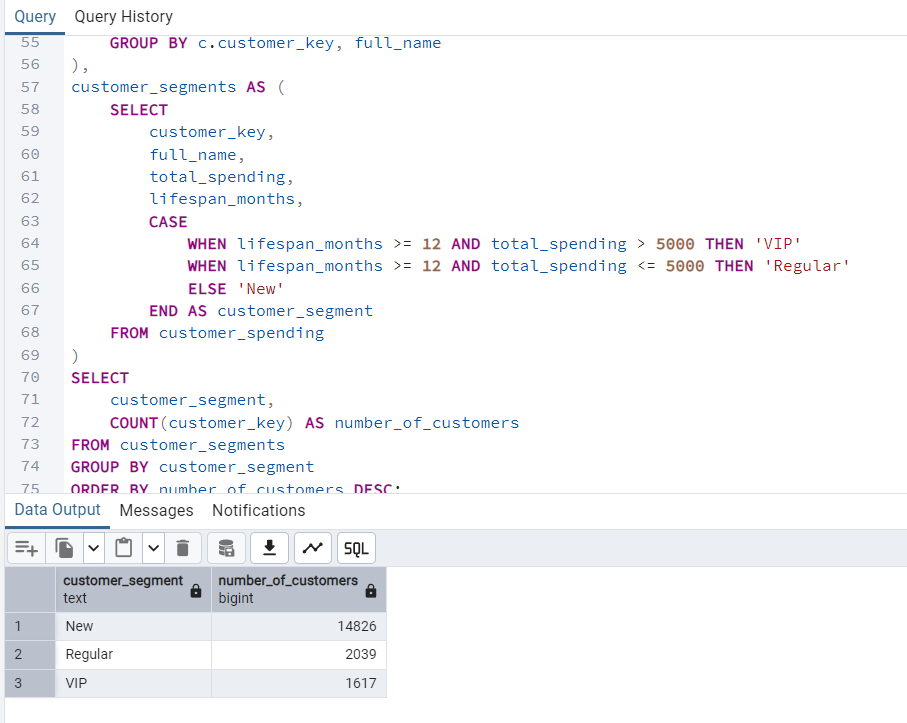 Query Query History
55 GROUP BY c.customer_key, full_name
56 ),
57 customer_segments AS (
58 SELECT
59 customer_key,
60 full_name,
61 total_spending,
62 lifespan_months,
63 CASE
64 WHEN lifespan_months >= 12 AND total_spending > 5000 THEN 'VIP'
65 WHEN lifespan_months >= 12 AND total_spending <= 5000 THEN 'Regular'
66 ELSE 'New'
67 END AS customer_segment
68 FROM customer_spending
69 )
70 SELECT
71 customer_segment,
72 COUNT(customer_key) AS number_of_customers
73 FROM customer_segments
74 GROUP BY customer_segment
75 ORDER BY number_of_customers DESC;
Data Output Messages Notifications
SQL
customer_segment number_of_customers
text bigint
1 New 14826
2 Regular 2039
3 VIP 1617